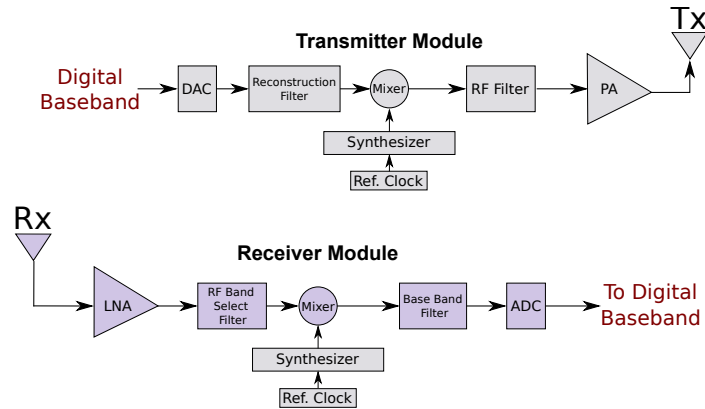 Tx
Transmitter Module
Digital
Baseband
DAC
Reconstruction
Filter
Mixer
RF Filter
PA
Synthesizer
Ref. Clock
Rx
Receiver Module
LNA
RF Band
Select
Filter
Mixer
Base Band
Filter
ADC
To Digital
Baseband
Synthesizer
Ref. Clock